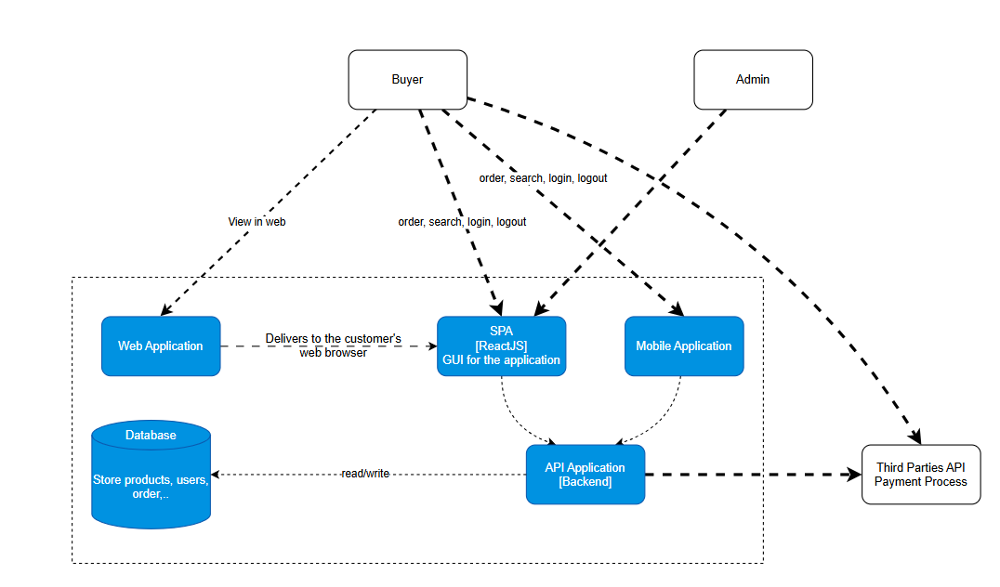 Buyer
Admin
order, search, login, logout
View in web
order, search, login, logout
Web Application
Delivers to the customer's
web browser
SPA
[ReactJS]
GUI for the application
Mobile Application
Database
Store products, users,
order,..
read/write
API Application
[Backend]
Third Parties API
Payment Process